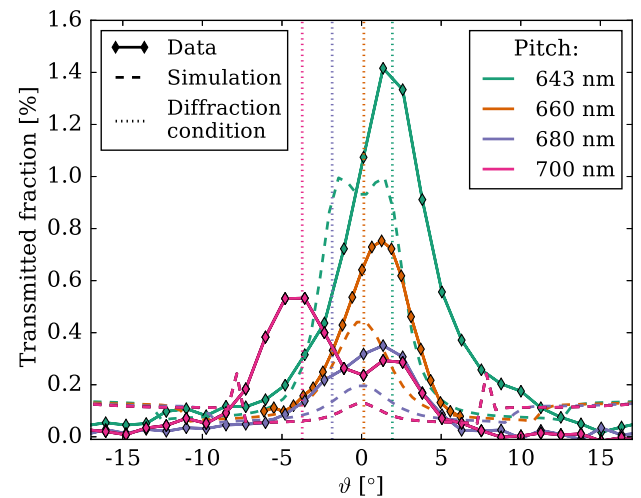 1.6
1.4
1.2
1.0
0.8
0.6
0.4
0.2
0.0
Transmitted fraction [%]
Data
Simulation
Diffraction
condition
Pitch:
643 nm
660 nm
680 nm
700 nm
-15
-10
-5
0
5
10
15
ϑ [°]